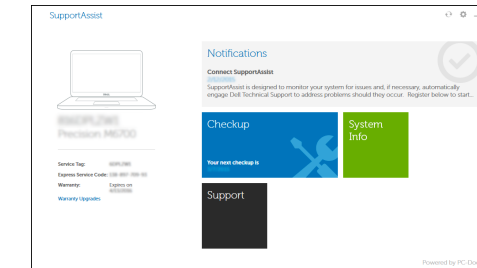 SupportAssist
Notifications
Connect SupportAssist
SupportAssist is designed to monitor your system for issues and, if necessary, automatically
engage Dell Technical Support to address problems should they occur. Register below to start...
Precision M6700
Checkup
System
Info
Your next checkup is
Service Tag:
Express Service Code:
Warranty:
Expires on
Warranty Upgrades
Support
Powered by PC-Doc